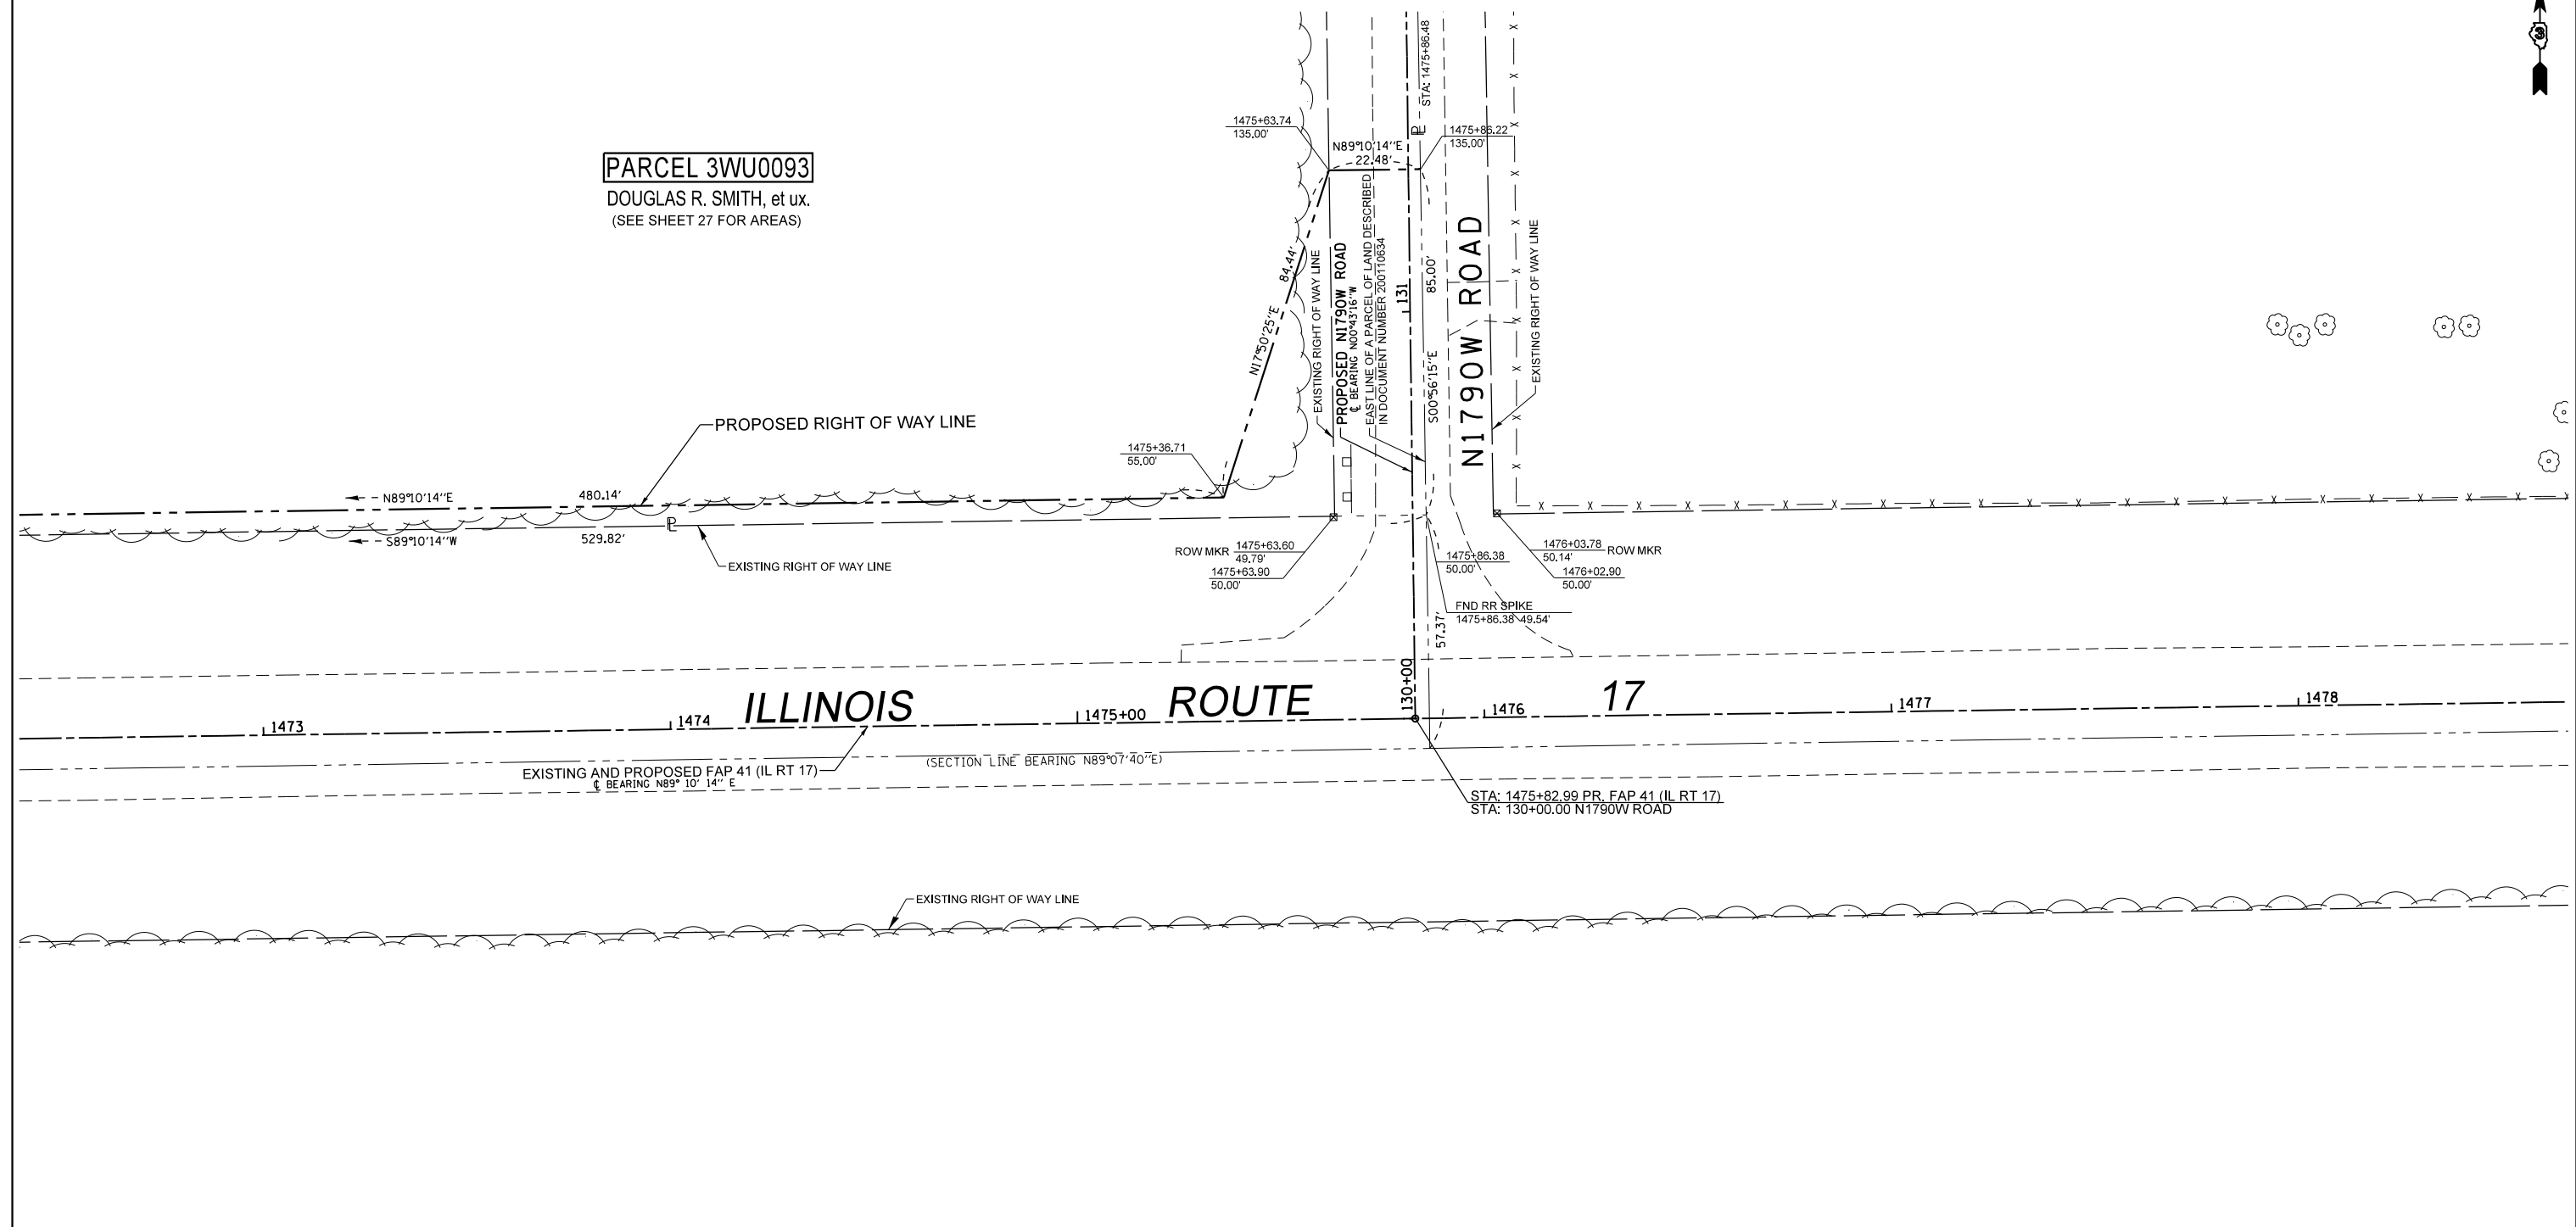 3
STA: 1475+86.48
1475+63.74
135.00'
N89°10'14"E
22.48'
PL
1475+86.22
135.00'
PARCEL 3WU0093
DOUGLAS R. SMITH, et ux.
(SEE SHEET 27 FOR AREAS)
84.44'
N17°50'25"E
EXISTING RIGHT OF WAY LINE
PROPOSED N1790W ROAD
℄ BEARING N00°43'16"W
EAST LINE OF A PARCEL OF LAND DESCRIBED
IN DOCUMENT NUMBER 200110634
131
85.00'
S00°56'15"E
N1790W ROAD
EXISTING RIGHT OF WAY LINE
PROPOSED RIGHT OF WAY LINE
1475+36.71
55.00'
N89°10'14"E
480.14'
PL
S89°10'14"W
529.82'
EXISTING RIGHT OF WAY LINE
ROW MKR 1475+63.60
49.79'
1475+63.90
50.00'
1475+86.38
50.00'
1476+03.78 ROW MKR
50.14'
1476+02.90
50.00'
FND RR SPIKE
1475+86.38 49.54'
57.37'
130+00
ILLINOIS ROUTE 17
1473
1474
1475+00
1476
1477
1478
(SECTION LINE BEARING N89°07'40"E)
EXISTING AND PROPOSED FAP 41 (IL RT 17)
℄ BEARING N89° 10' 14" E
STA: 1475+82.99 PR. FAP 41 (IL RT 17)
STA: 130+00.00 N1790W ROAD
EXISTING RIGHT OF WAY LINE